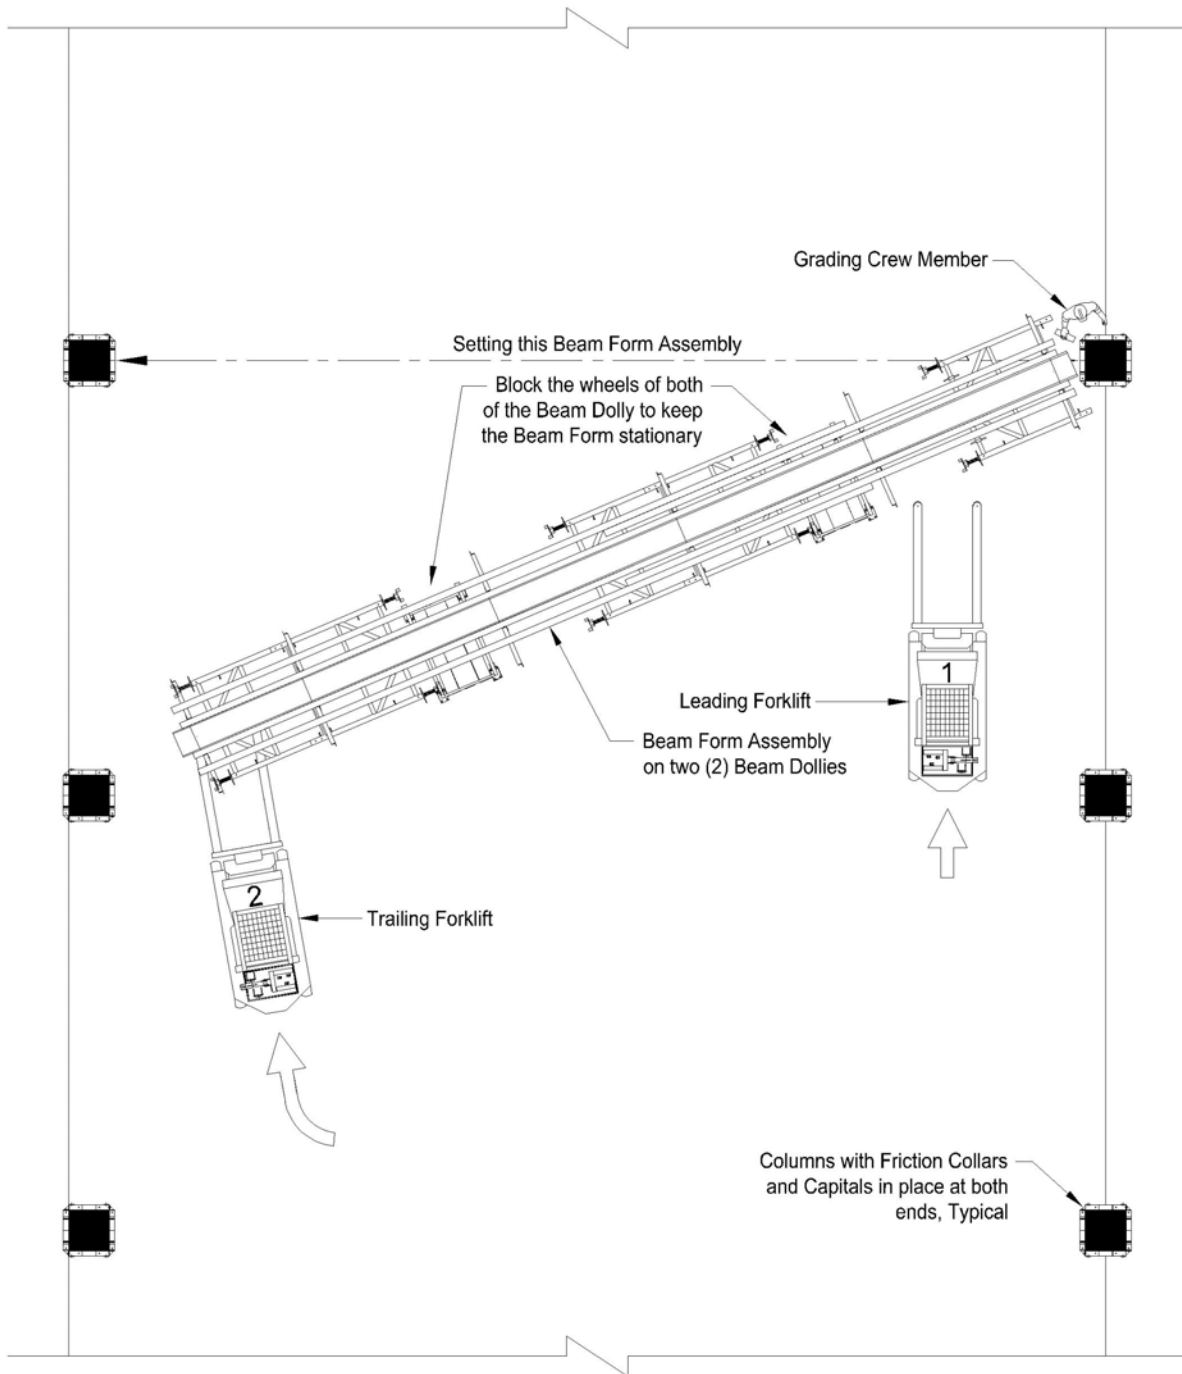 Grading Crew Member
Setting this Beam Form Assembly
Block the wheels of both
of the Beam Dolly to keep
the Beam Form stationary
1
Leading Forklift
Beam Form Assembly
on two (2) Beam Dollies
2
Trailing Forklift
Columns with Friction Collars
and Capitals in place at both
ends, Typical